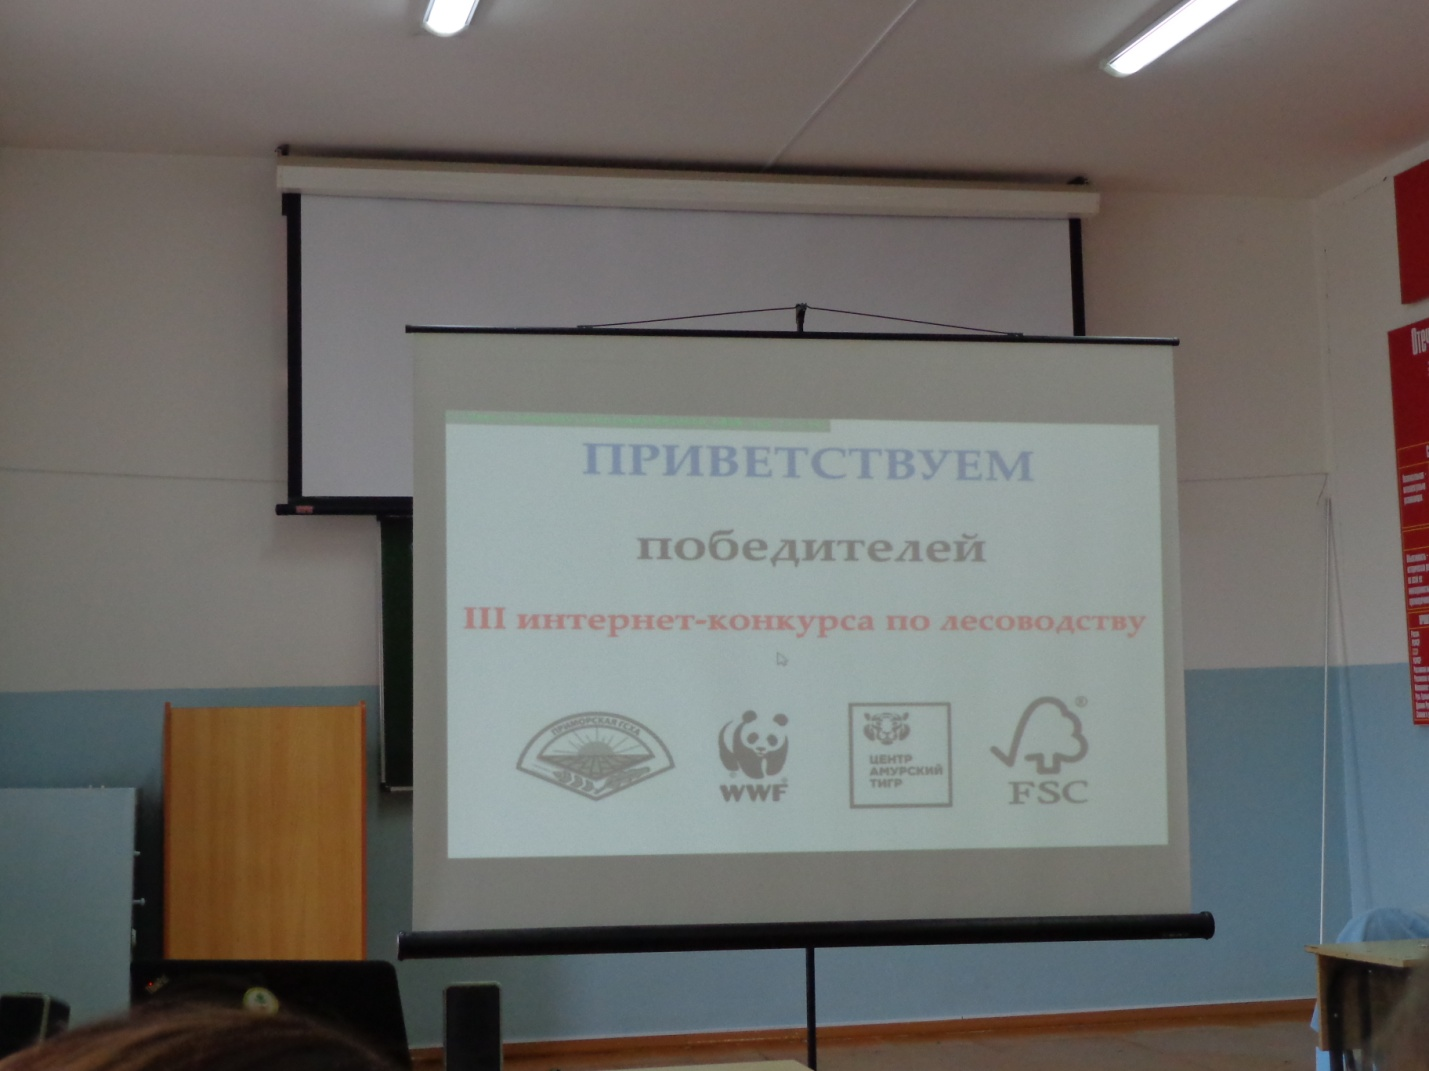 ПРИВЕТСТВУЕМ
победителей
III интернет-конкурса по лесоводству
ПРИМОРСКАЯ ГСХА
WWF
ЦЕНТР
АМУРСКИЙ
ТИГР
FSC